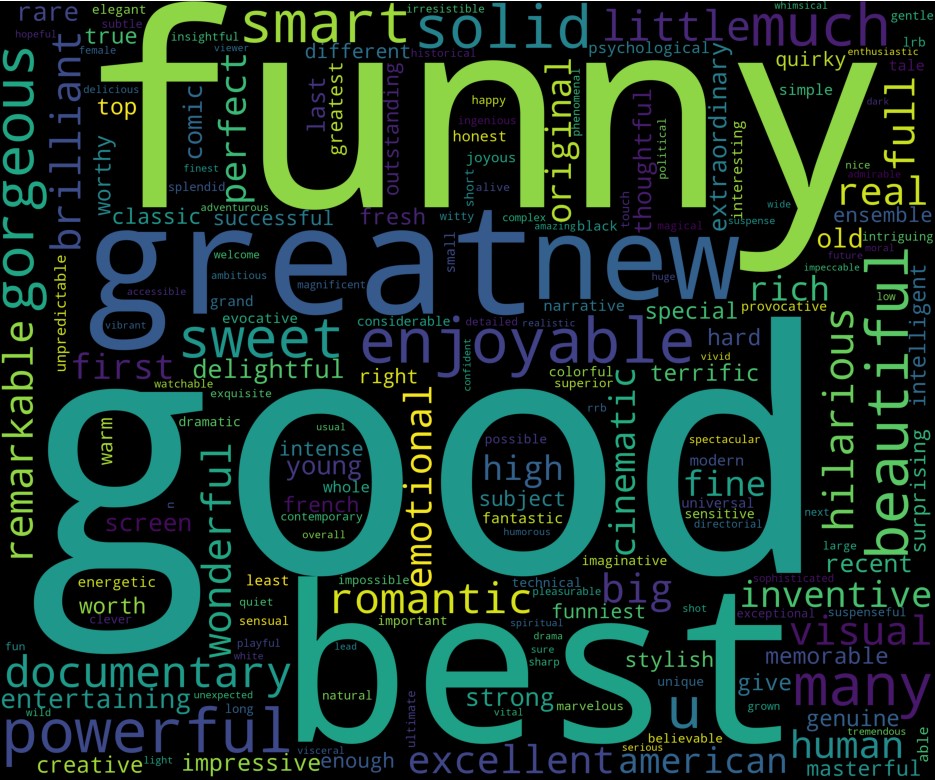 rare
elegant
subtle
true
hopeful
female
insightful
viewer
smart
irresistible
solid
little
much
whimsical
gentle
lrb
different
historical
psychological
quirky
enthusiastic
tale
funny
gorgeous
brilliant
delicious
top
comic
perfect
last
greatest
outstanding
happy
ingenious
honest
joyous
short
alive
original
phenomenal
thoughtful
political
extraordinary
interesting
simple
dark
full
nice
admirable
real
worthy
finest
splendid
adventurous
classic
successful
fresh
witty
complex
amazing
black
touch
magical
suspense
wide
ensemble
old
intriguing
moral
future
impeccable
great
new
welcome
ambitious
accessible
magnificent
small
huge
grand
vibrant
unpredictable
narrative
special
rich
provocative
low
beautiful
intelligent
evocative
considerable
detailed
realistic
sweet
enjoyable
hard
first
delightful
right
confident
colorful
superior
vivid
terrific
hilarious
remarkable
watchable
exquisite
dramatic
rrb
good
warm
usual
intense
young
whole
french
contemporary
overall
emotional
possible
high
subject
fantastic
humorous
cinematic
spectacular
modern
fine
universal
sensitive
directorial
next
surprising
screen
n
wonderful
large
recent
imaginative
energetic
worth
clever
least
quiet
sensual
impossible
romantic
important
technical
pleasurable
big
funniest
shot
sophisticated
inventive
exceptional
suspenseful
spiritual
drama
sure
sharp
playful
white
fun
lead
best
visual
stylish
memorable
documentary
entertaining
unexpected
natural
strong
vital
marvelous
unique
u
give
many
grown
wild
long
powerful
ultimate
genuine
tremendous
believable
serious
creative
light
impressive
visceral
enough
excellent
american
human
masterful
able